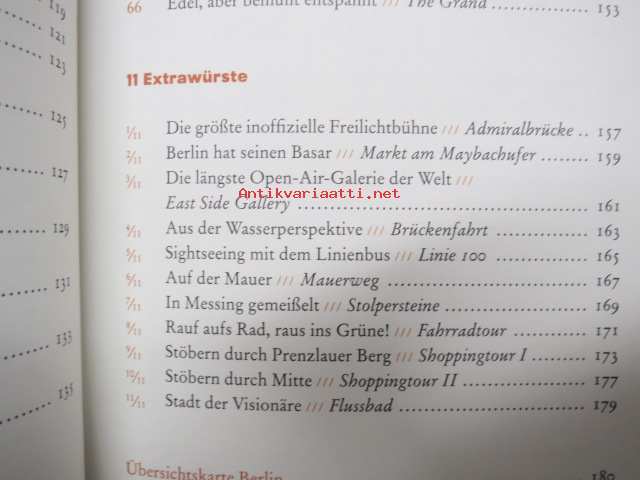 119
121
123
125
127
129
131
133
135
66 Edel, aber bemüht entspannt /// The Grand 153
11 Extrawürste
1/11 Die größte inoffizielle Freilichtbühne /// Admiralbrücke .. 157
2/11 Berlin hat seinen Basar /// Markt am Maybachufer 159
3/11 Die längste Open-Air-Galerie der Welt ///
Antikvariaatti.net
East Side Gallery 161
4/11 Aus der Wasserperspektive /// Brückenfahrt 163
5/11 Sightseeing mit dem Linienbus /// Linie 100 165
6/11 Auf der Mauer /// Mauerweg 167
7/11 In Messing gemeißelt /// Stolpersteine 169
8/11 Rauf aufs Rad, raus ins Grüne! /// Fahrradtour 171
9/11 Stöbern durch Prenzlauer Berg /// Shoppingtour I 173
10/11 Stöbern durch Mitte /// Shoppingtour II 177
11/11 Stadt der Visionäre /// Flussbad 179
Übersichtskarte Berlin 180